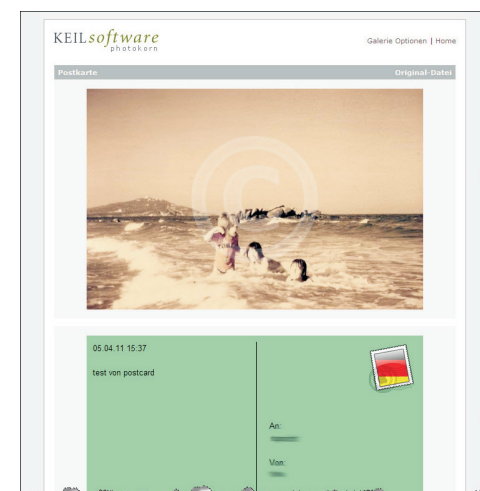 KEILsoftware
photokorn
Galerie Optionen | Home
Postkarte
Original-Datei
©
05.04.11 15:37
test von postcard
An:
Von: